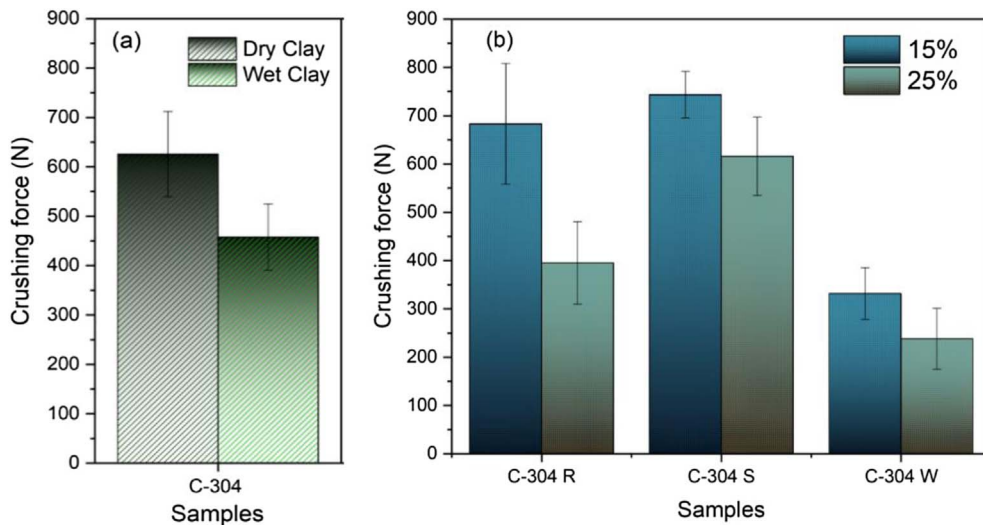 (a)
Dry Clay
Wet Clay
Crushing force (N)
900
800
700
600
500
400
300
200
100
0
C-304
Samples
(b)
15%
25%
Crushing force (N)
900
800
700
600
500
400
300
200
100
0
C-304 R
C-304 S
C-304 W
Samples